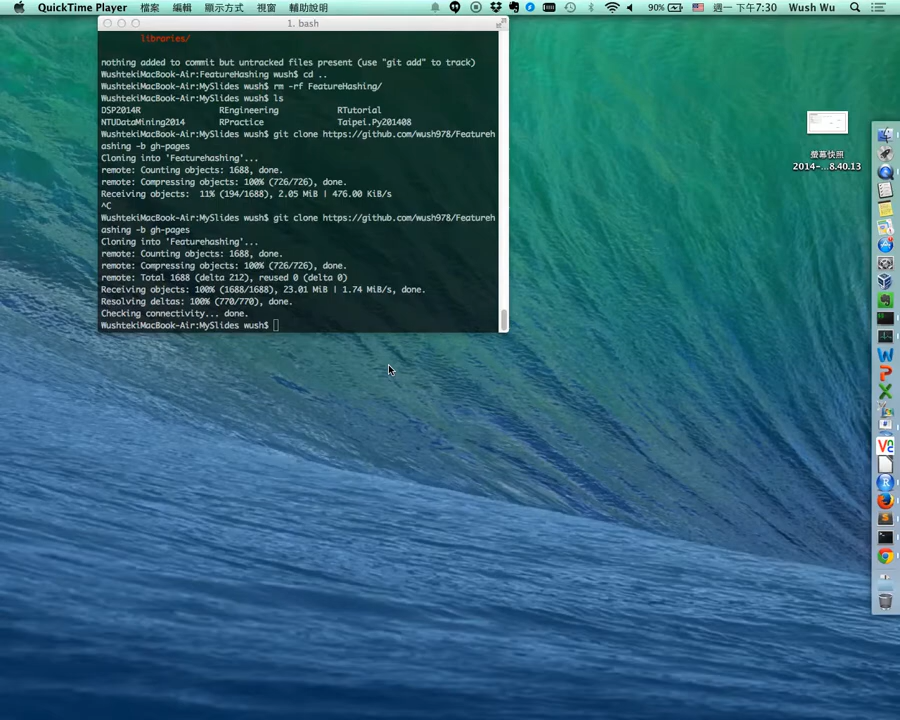 QuickTime Player 檔案 編輯 顯示方式 視窗 輔助說明 90% 週一 下午7:30 Wush Wu
1. bash
libraries/
nothing added to commit but untracked files present (use "git add" to track)
WushtekiMacBook-Air:FeatureHashing wush$ cd ..
WushtekiMacBook-Air:MySlides wush$ rm -rf FeatureHashing/
WushtekiMacBook-Air:MySlides wush$ ls
DSP2014R REngineering RTutorial
NTUDataMining2014 RPractice Taipei.Py201408
WushtekiMacBook-Air:MySlides wush$ git clone https://github.com/wush978/Featureh
ashing -b gh-pages
Cloning into 'Featurehashing'...
remote: Counting objects: 1688, done.
remote: Compressing objects: 100% (726/726), done.
Receiving objects: 11% (194/1688), 2.05 MiB | 476.00 KiB/s
^C
WushtekiMacBook-Air:MySlides wush$ git clone https://github.com/wush978/Featureh
ashing -b gh-pages
Cloning into 'Featurehashing'...
remote: Counting objects: 1688, done.
remote: Compressing objects: 100% (726/726), done.
remote: Total 1688 (delta 212), reused 0 (delta 0)
Receiving objects: 100% (1688/1688), 23.01 MiB | 1.74 MiB/s, done.
Resolving deltas: 100% (770/770), done.
Checking connectivity... done.
WushtekiMacBook-Air:MySlides wush$
螢幕快照
2014-...8.40.13